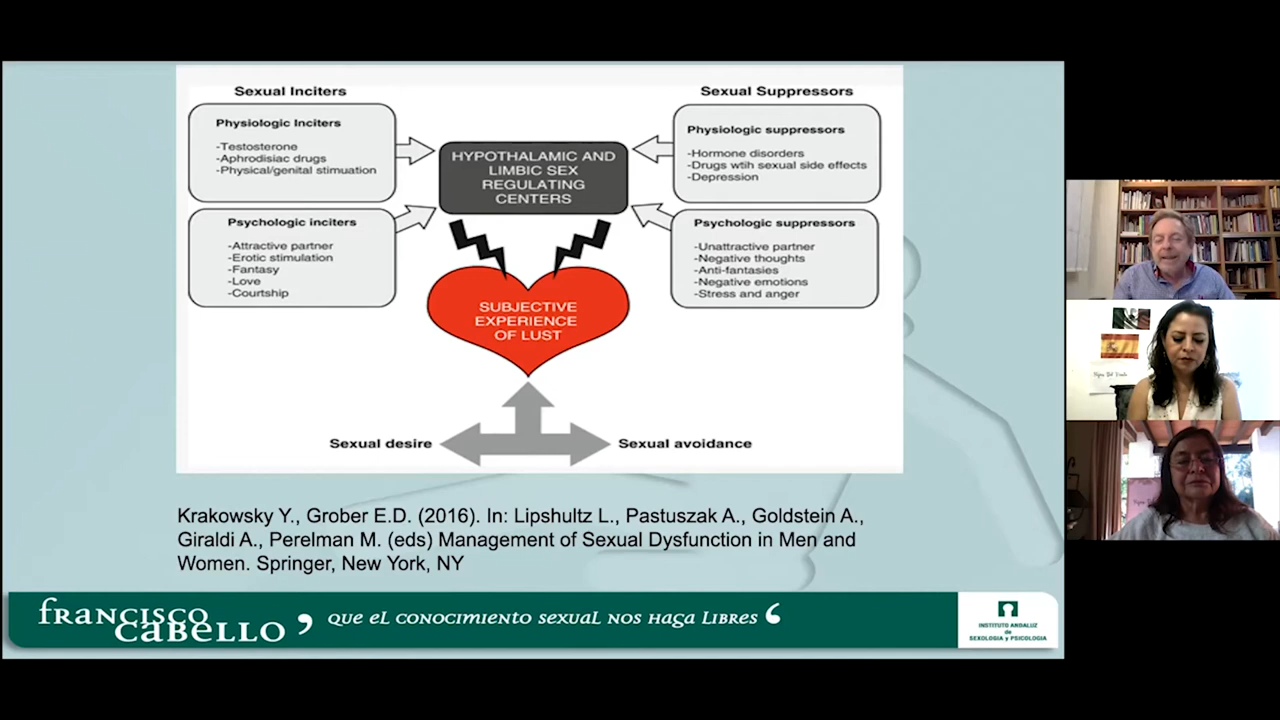 Sexual Inciters
Physiologic Inciters
-Testosterone
-Aphrodisiac drugs
-Physical/genital stimuation
Psychologic inciters
-Attractive partner
-Erotic stimulation
-Fantasy
-Love
-Courtship
HYPOTHALAMIC AND
LIMBIC SEX
REGULATING
CENTERS
SUBJECTIVE
EXPERIENCE
OF LUST
Sexual Suppressors
Physiologic suppressors
-Hormone disorders
-Drugs wtih sexual side effects
-Depression
Psychologic suppressors
-Unattractive partner
-Negative thoughts
-Anti-fantasies
-Negative emotions
-Stress and anger
Sexual desire
Sexual avoidance
Krakowsky Y., Grober E.D. (2016). In: Lipshultz L., Pastuszak A., Goldstein A.,
Giraldi A., Perelman M. (eds) Management of Sexual Dysfunction in Men and
Women. Springer, New York, NY
francisco
cabello
, que el conocimiento sexual nos haga libres ‘
INSTITUTO ANDALUZ
de
SEXOLOGIA y PSICOLOGIA